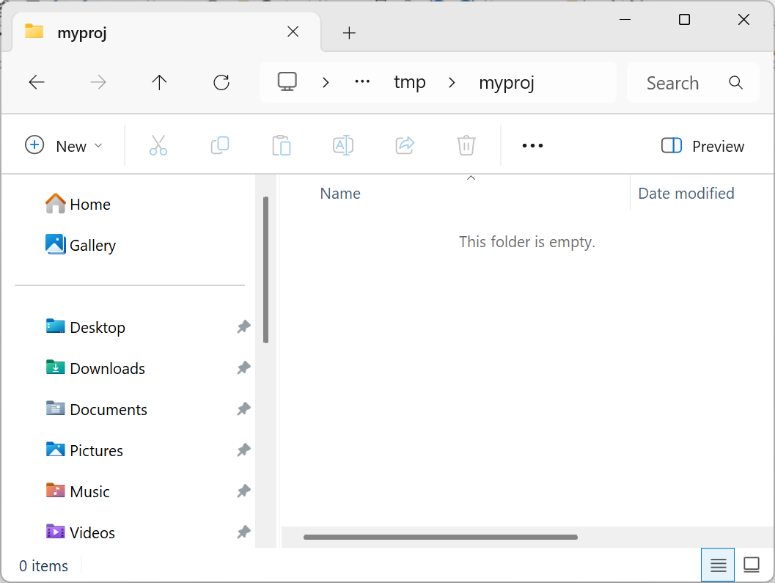 myproj
tmp myproj Search
New Preview
Name Date modified
This folder is empty.
Home
Gallery
Desktop
Downloads
Documents
Pictures
Music
Videos
0 items